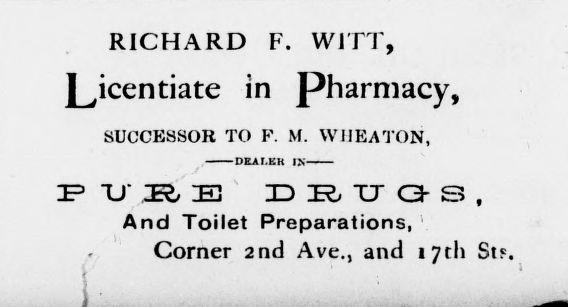 RICHARD F. WITT,
Licentiate in Pharmacy,
SUCCESSOR TO F. M. WHEATON,
—DEALER IN—
PURE DRUGS,
And Toilet Preparations,
Corner 2nd Ave., and 17th Sts.